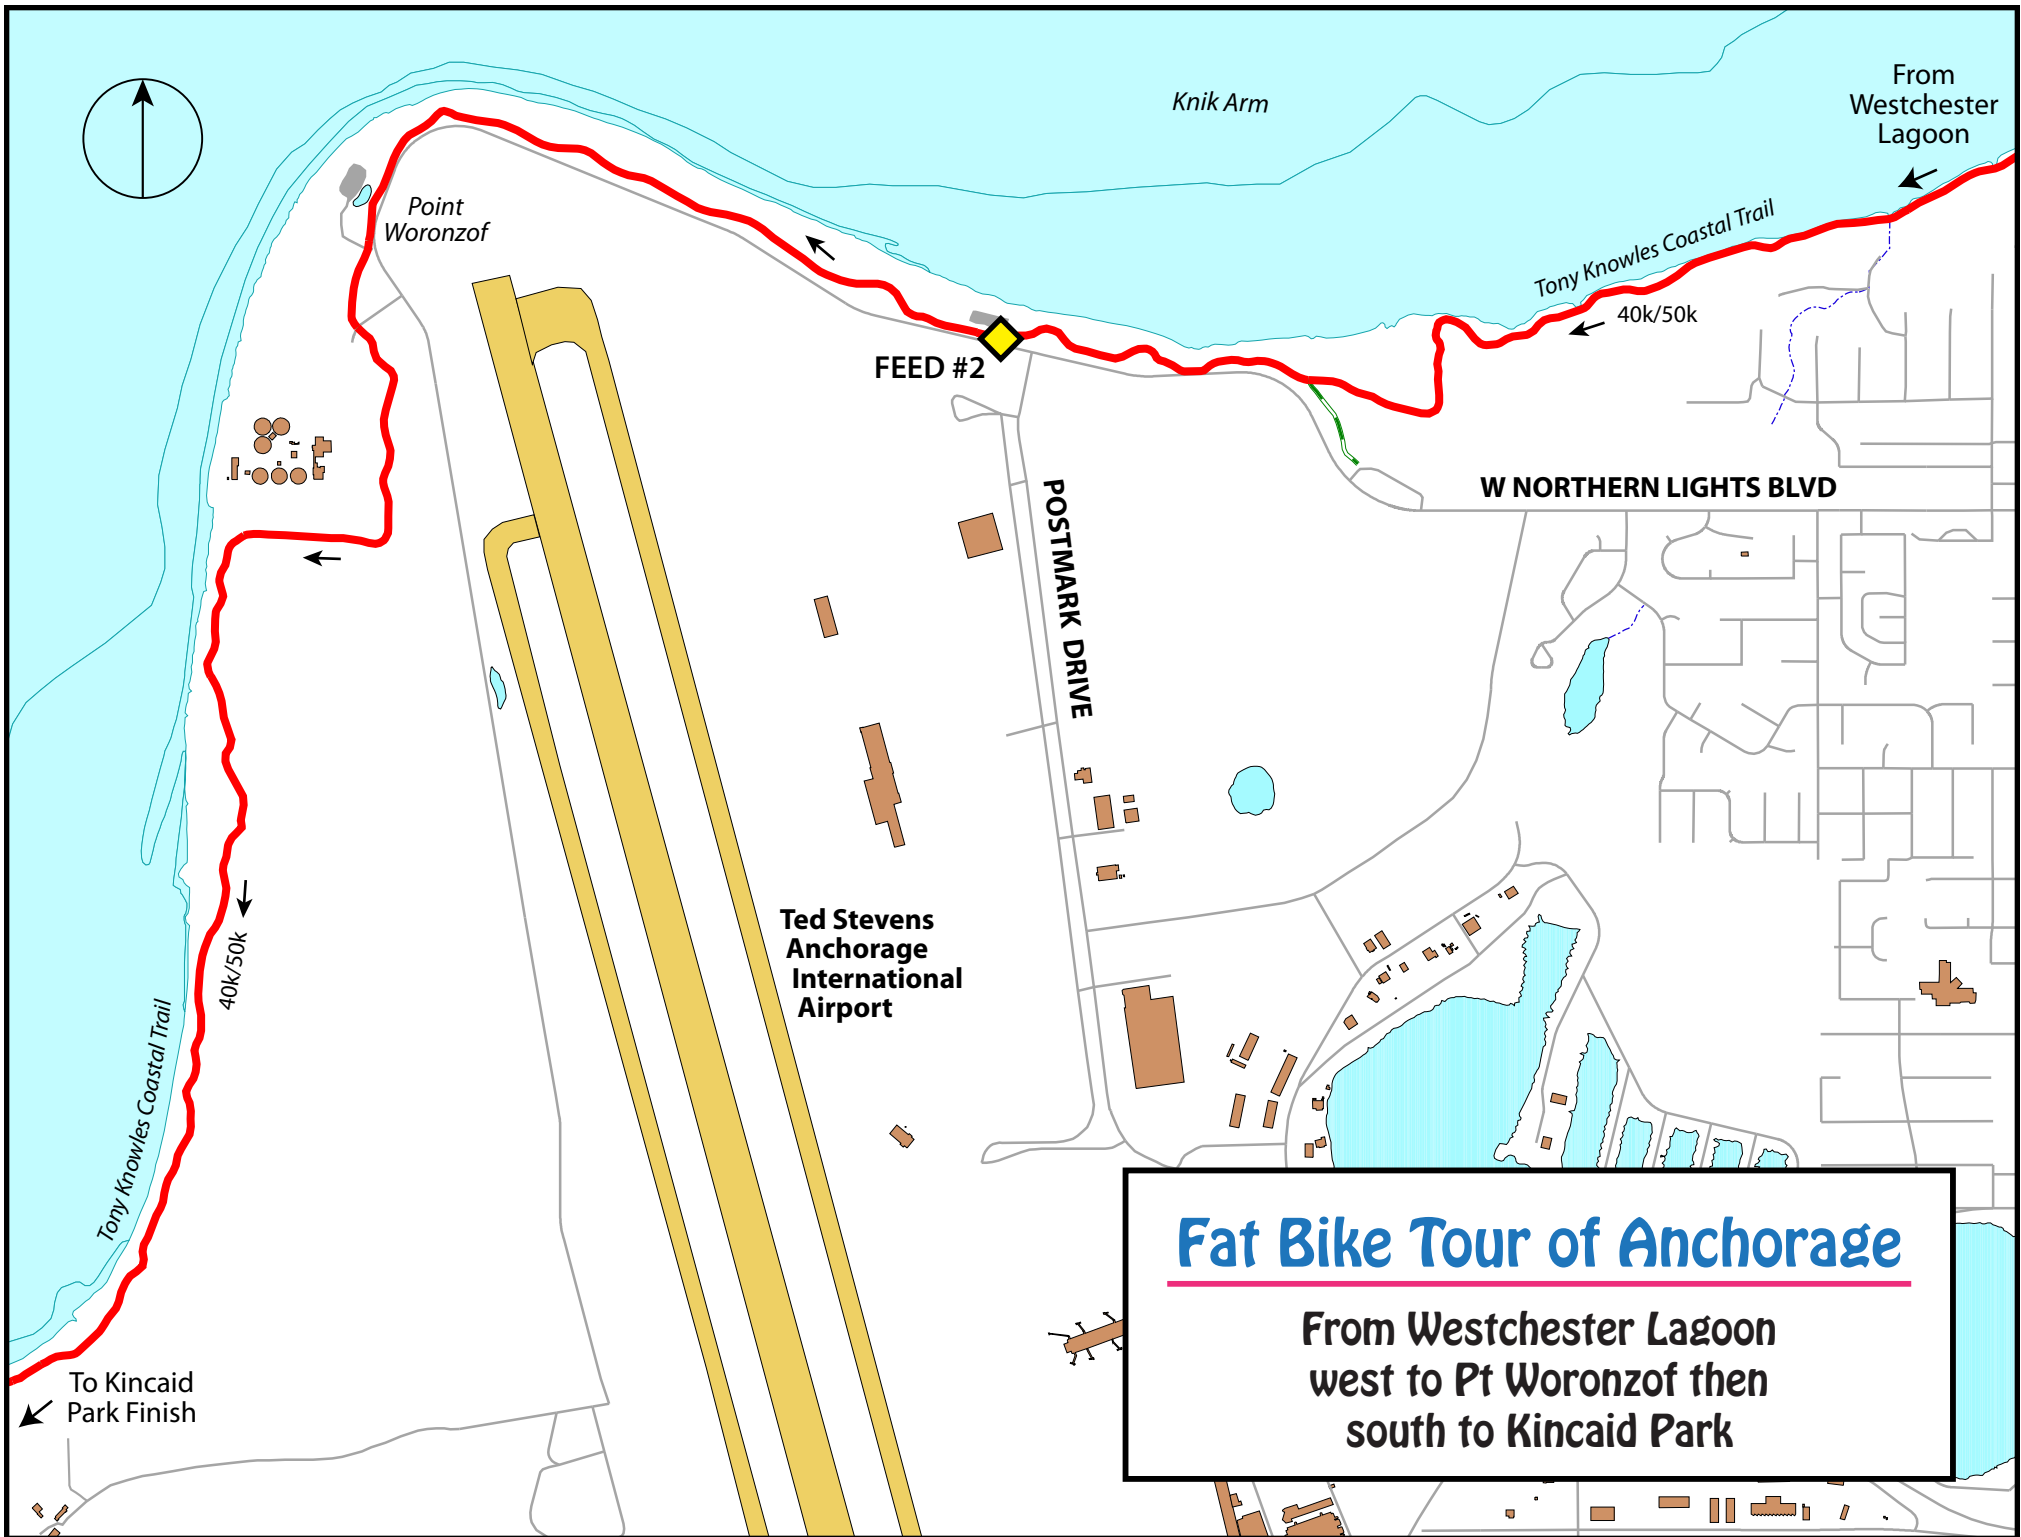 Knik Arm
From
Westchester
Lagoon
Tony Knowles Coastal Trail
40k/50k
Point
Woronzof
FEED #2
W NORTHERN LIGHTS BLVD
POSTMARK DRIVE
Ted Stevens
Anchorage
International
Airport
40k/50k
Tony Knowles Coastal Trail
To Kincaid
Park Finish
Fat Bike Tour of Anchorage
From Westchester Lagoon
west to Pt Woronzof then
south to Kincaid Park